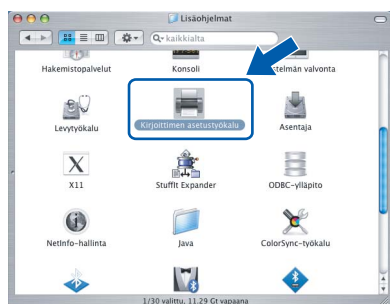 Lisäohjelmat
kaikkialta
Hakemistopalvelut
Konsoli
stelmän valvonta
Levytyökalu
Kirjoittimen asetustyökalu
Asentaja
X11
StuffIt Expander
ODBC-ylläpito
NetInfo-hallinta
Java
ColorSync-työkalu
1/30 valittu, 11.29 Gt vapaana